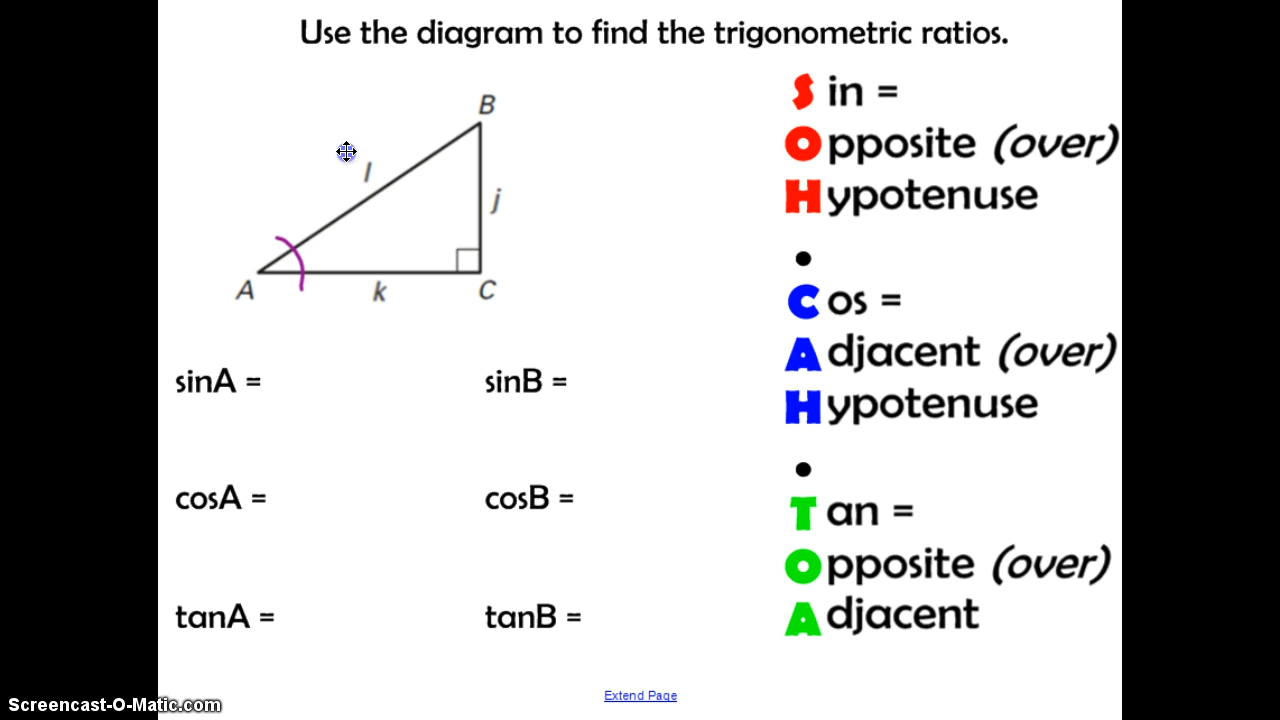 Use the diagram to find the trigonometric ratios.
B
l
j
A
k
C
sinA =
sinB =
cosA =
cosB =
tanA =
tanB =
Sin =
Opposite (over)
Hypotenuse
•
Cos =
Adjacent (over)
Hypotenuse
•
Tan =
Opposite (over)
Adjacent
Extend Page
Screencast-O-Matic.com